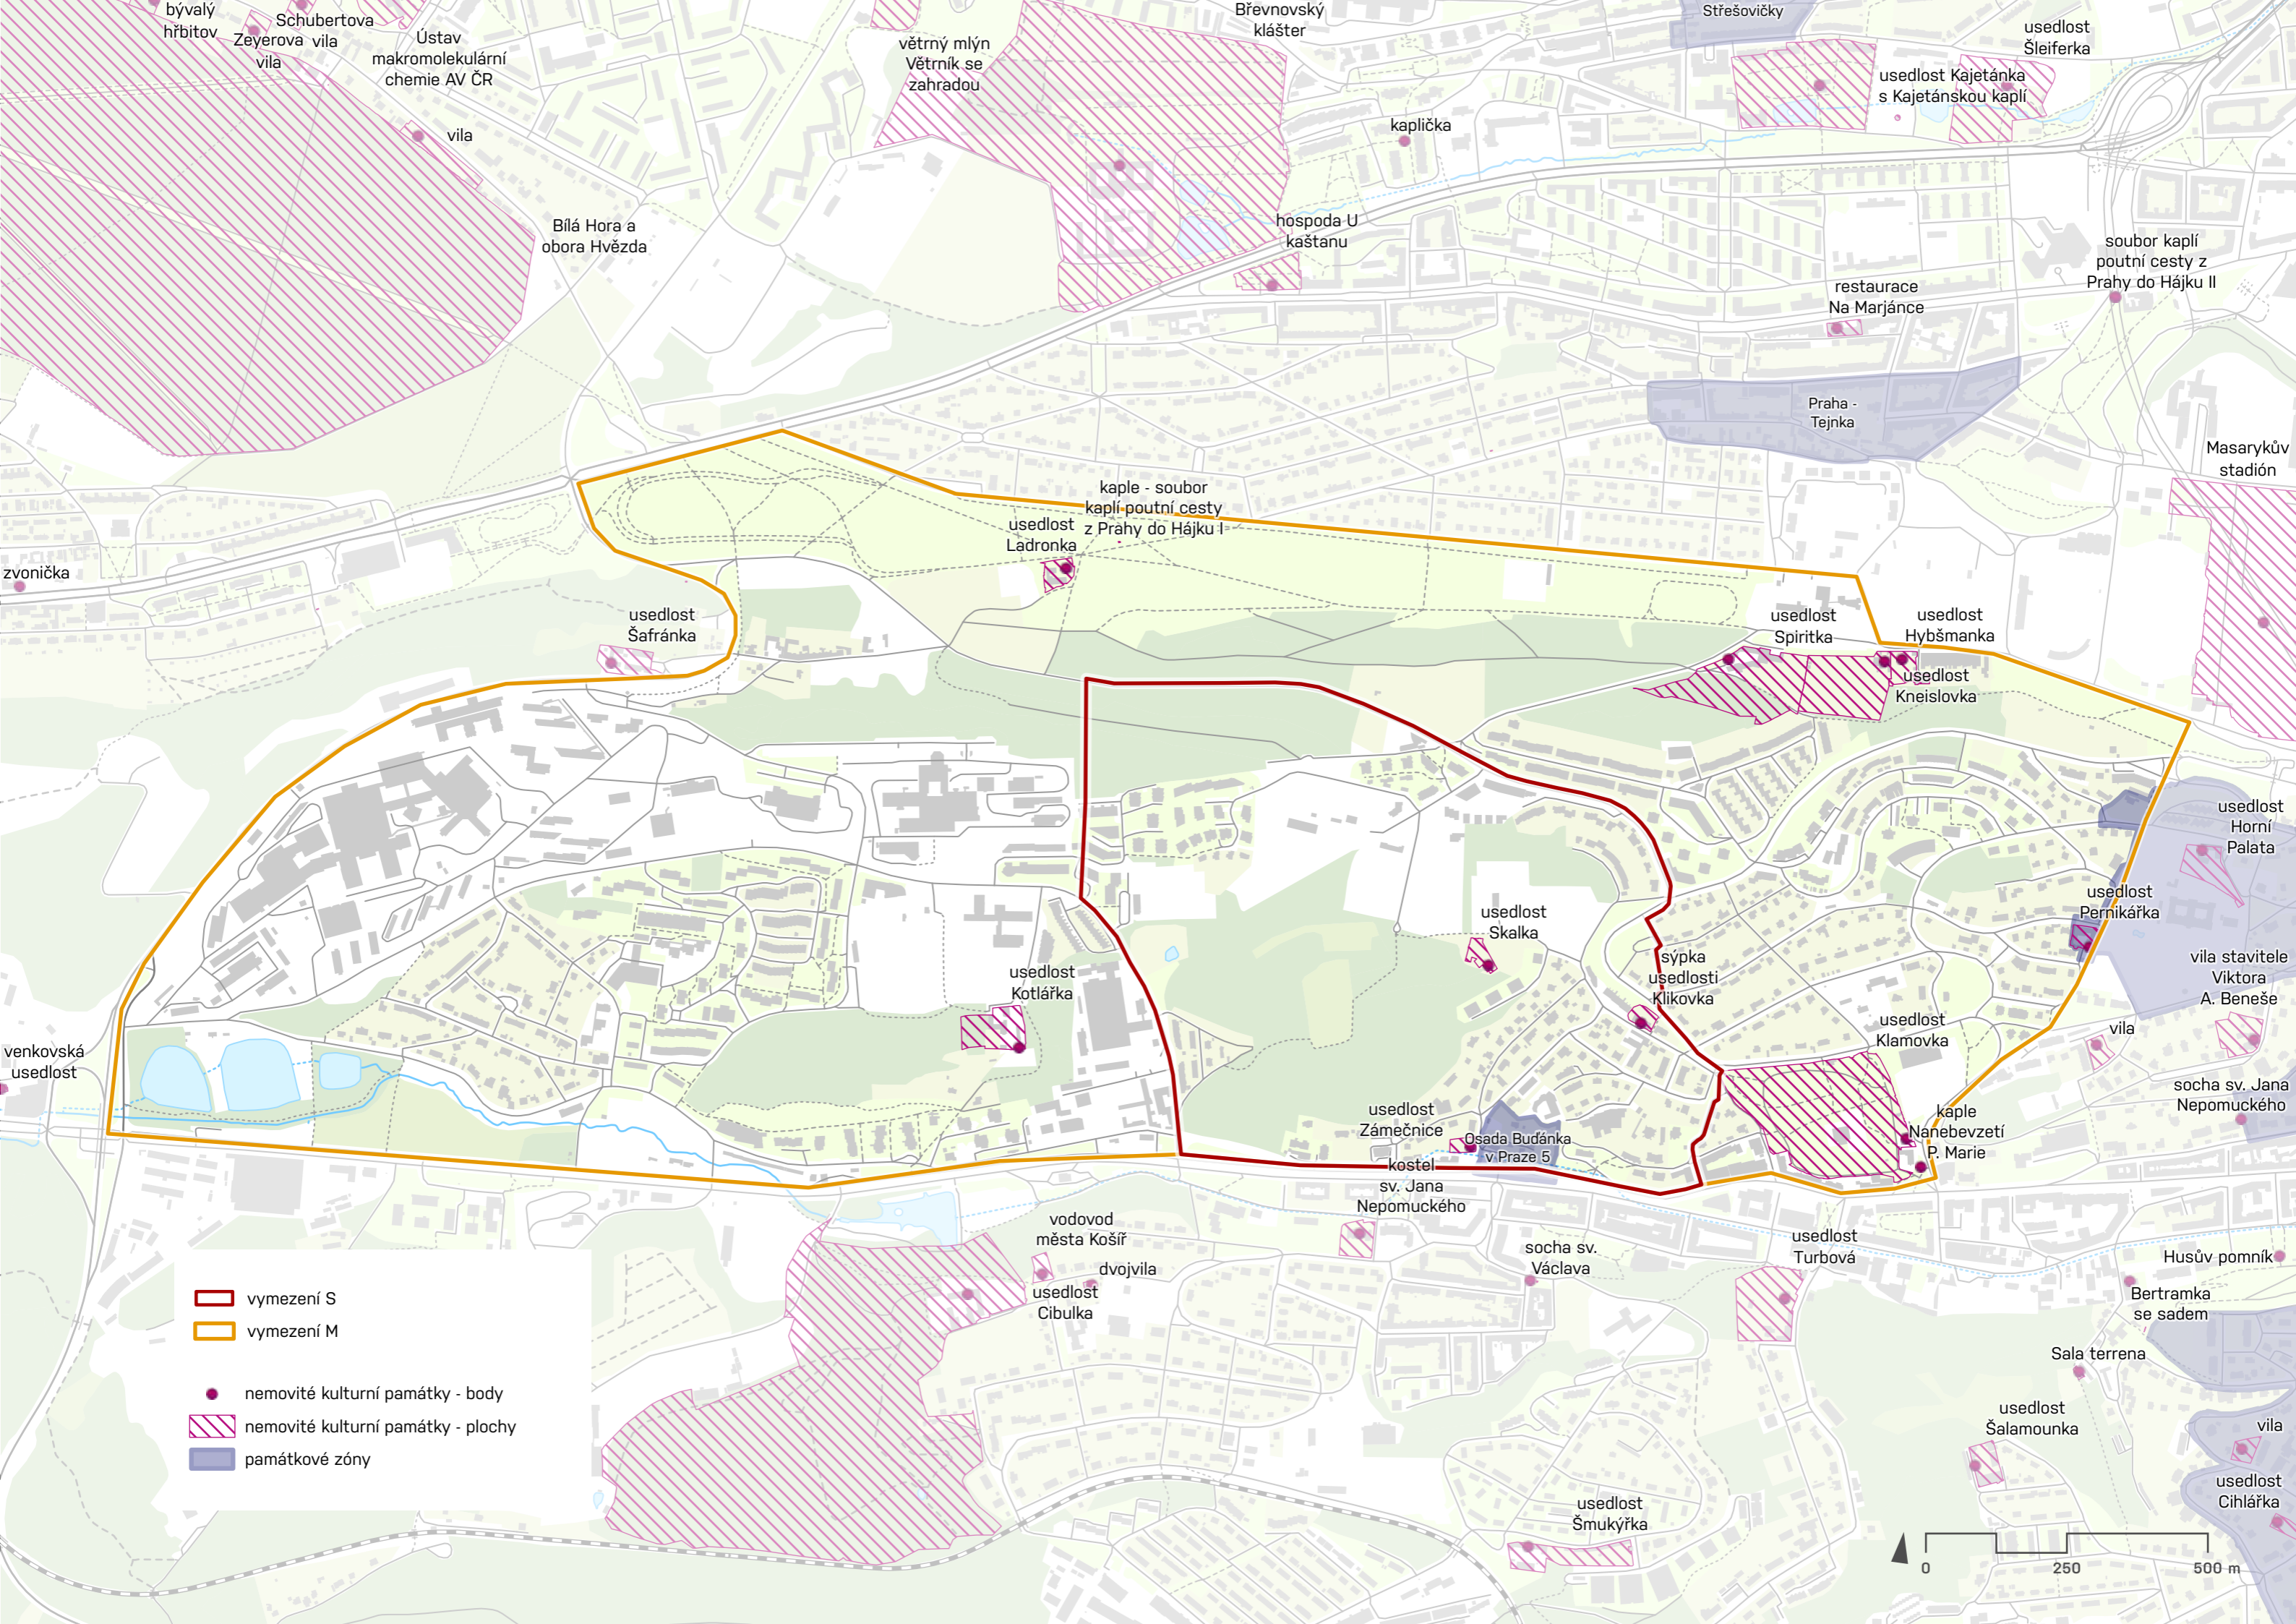 bývalý
hřbitov
Schubertova
vila
Zeyerova
vila
Ústav
makromolekulární
chemie AV ČR
větrný mlýn
Větrník se
zahradou
Břevnovský
klášter
Střešovičky
usedlost
Šleiferka
usedlost Kajetánka
s Kajetánskou kaplí
vila
kaplička
Bílá Hora a
obora Hvězda
hospoda U
kaštanu
soubor kaplí
poutní cesty z
Prahy do Hájku II
restaurace
Na Marjánce
Praha -
Tejnka
Masarykův
stadión
kaple - soubor
kaplí poutní cesty
z Prahy do Hájku I
usedlost
Ladronka
zvonička
usedlost
Šafránka
usedlost
Spiritka
usedlost
Hybšmanka
usedlost
Kneislovka
usedlost
Horní
Palata
usedlost
Pernikářka
usedlost
Skalka
sýpka
usedlosti
Klikovka
usedlost
Kotlářka
vila stavitele
Viktora
A. Beneše
usedlost
Klamovka
vila
venkovská
usedlost
socha sv. Jana
Nepomuckého
usedlost
Zámečnice
Osada Buďánka
v Praze 5
kaple
Nanebevzetí
P. Marie
kostel
sv. Jana
Nepomuckého
vodovod
města Košíř
socha sv.
Václava
usedlost
Turbová
Husův pomník
dvojvila
usedlost
Cibulka
Bertramka
se sadem
Sala terrena
usedlost
Šalamounka
vila
usedlost
Cihlářka
usedlost
Šmukýřka
vymezení S
vymezení M
nemovité kulturní památky - body
nemovité kulturní památky - plochy
památkové zóny
0 250 500 m